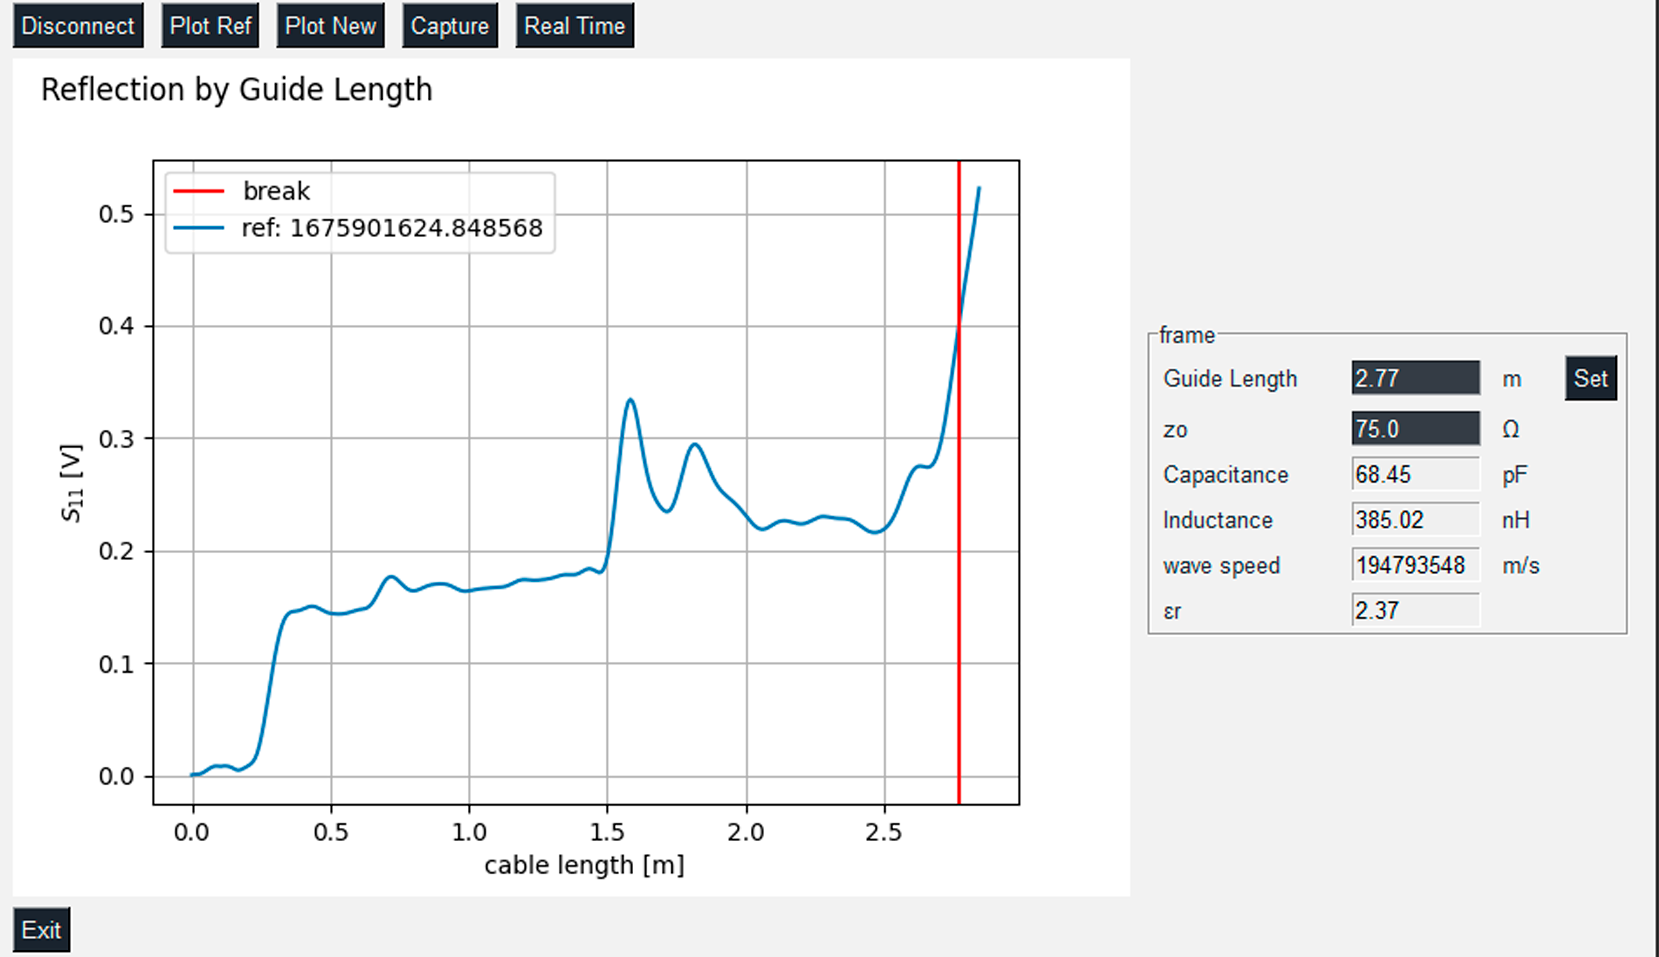 Disconnect Plot Ref Plot New Capture Real Time
Reflection by Guide Length
break
ref: 1675901624.848568
0.5
0.4
0.3
0.2
0.1
0.0
S11 [V]
0.0 0.5 1.0 1.5 2.0 2.5
cable length [m]
frame
Guide Length 2.77 m Set
zo 75.0 Ω
Capacitance 68.45 pF
Inductance 385.02 nH
wave speed 194793548 m/s
εr 2.37
Exit